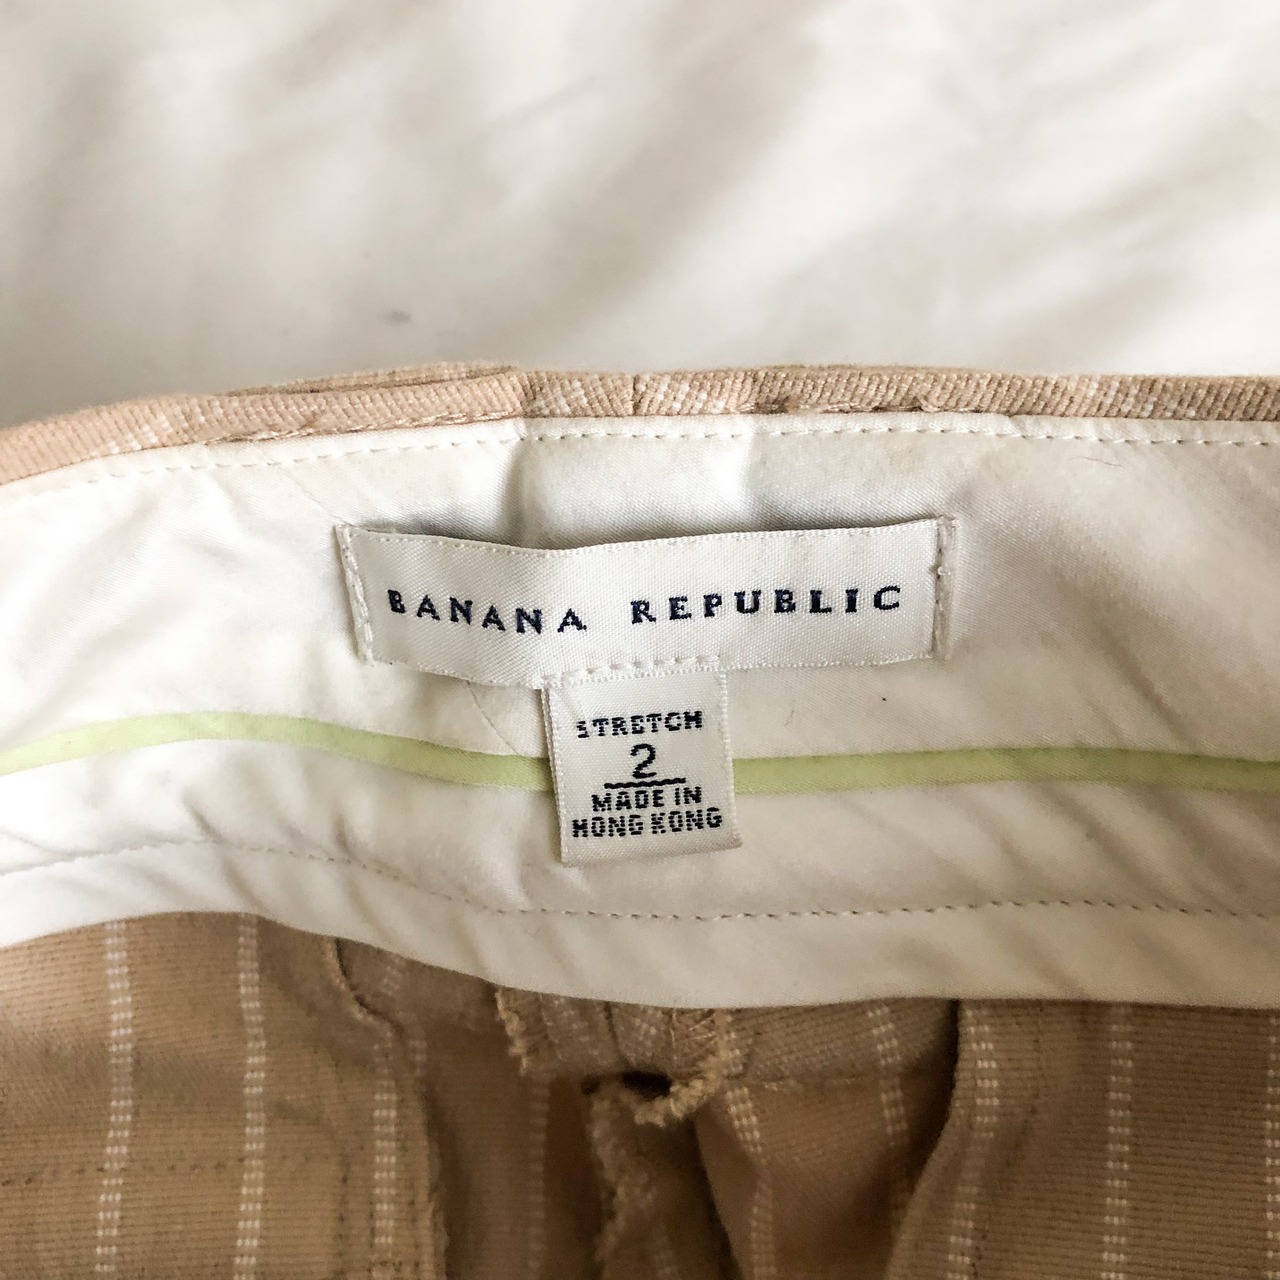 BANANA REPUBLIC
STRETCH
2
MADE IN
HONG KONG